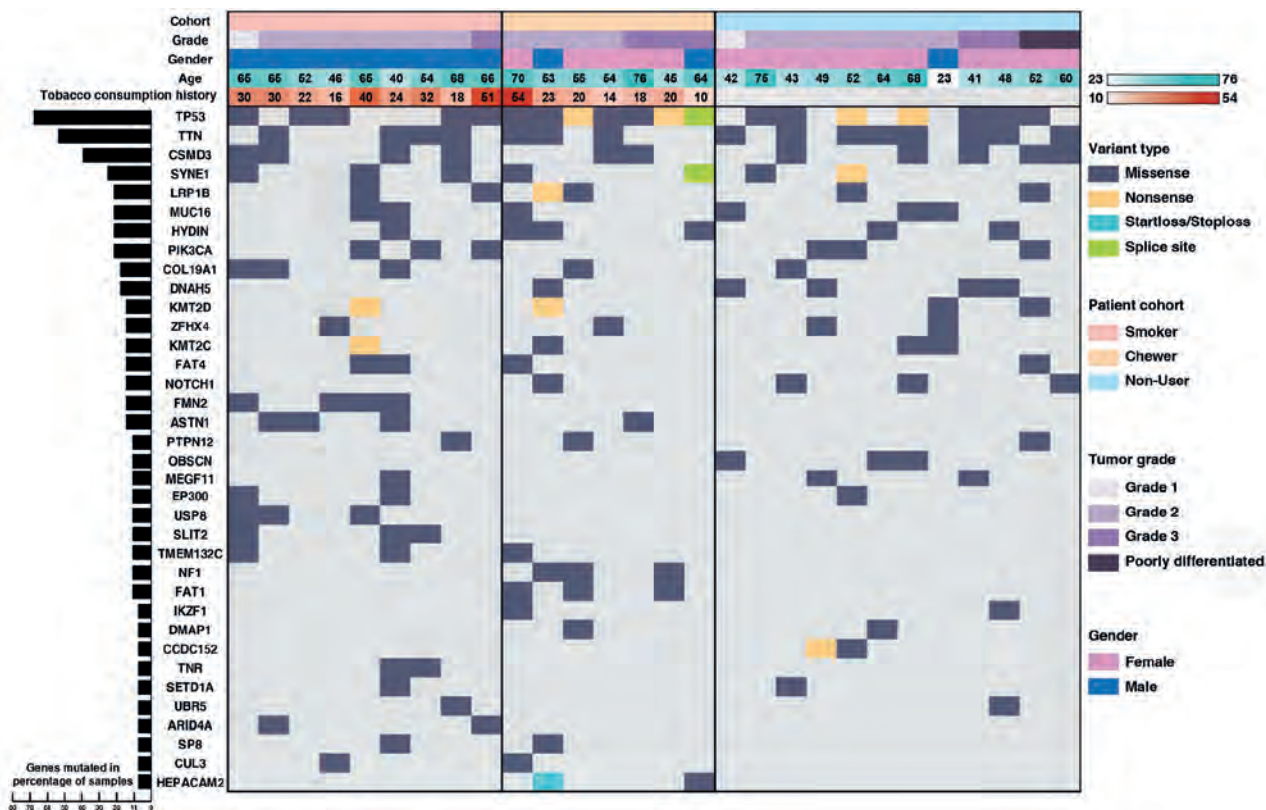 Cohort
Grade
Gender
Age 65 65 52 46 65 40 54 68 66 70 53 55 54 76 46 64 42 76 43 49 52 64 68 23 41 48 52 60
23 76
Tobacco consumption history 30 30 22 16 40 24 32 18 51 54 23 20 14 18 20 10
10 54
TP53
TTN
CSMD3
SYNE1
LRP1B
MUC16
HYDIN
PIK3CA
COL19A1
DNAH5
KMT2D
ZFHX4
KMT2C
FAT4
NOTCH1
FMN2
ASTN1
PTPN12
OBSCN
MEGF11
EP300
USP8
SLIT2
TMEM132C
NF1
FAT1
IKZF1
DMAP1
CCDC152
TNR
SETD1A
UBR5
ARID4A
SP8
CUL3
HEPACAM2
Genes mutated in
percentage of samples
Variant type
Missense
Nonsense
Startloss/Stoploss
Splice site
Patient cohort
Smoker
Chewer
Non-User
Tumor grade
Grade 1
Grade 2
Grade 3
Poorly differentiated
Gender
Female
Male